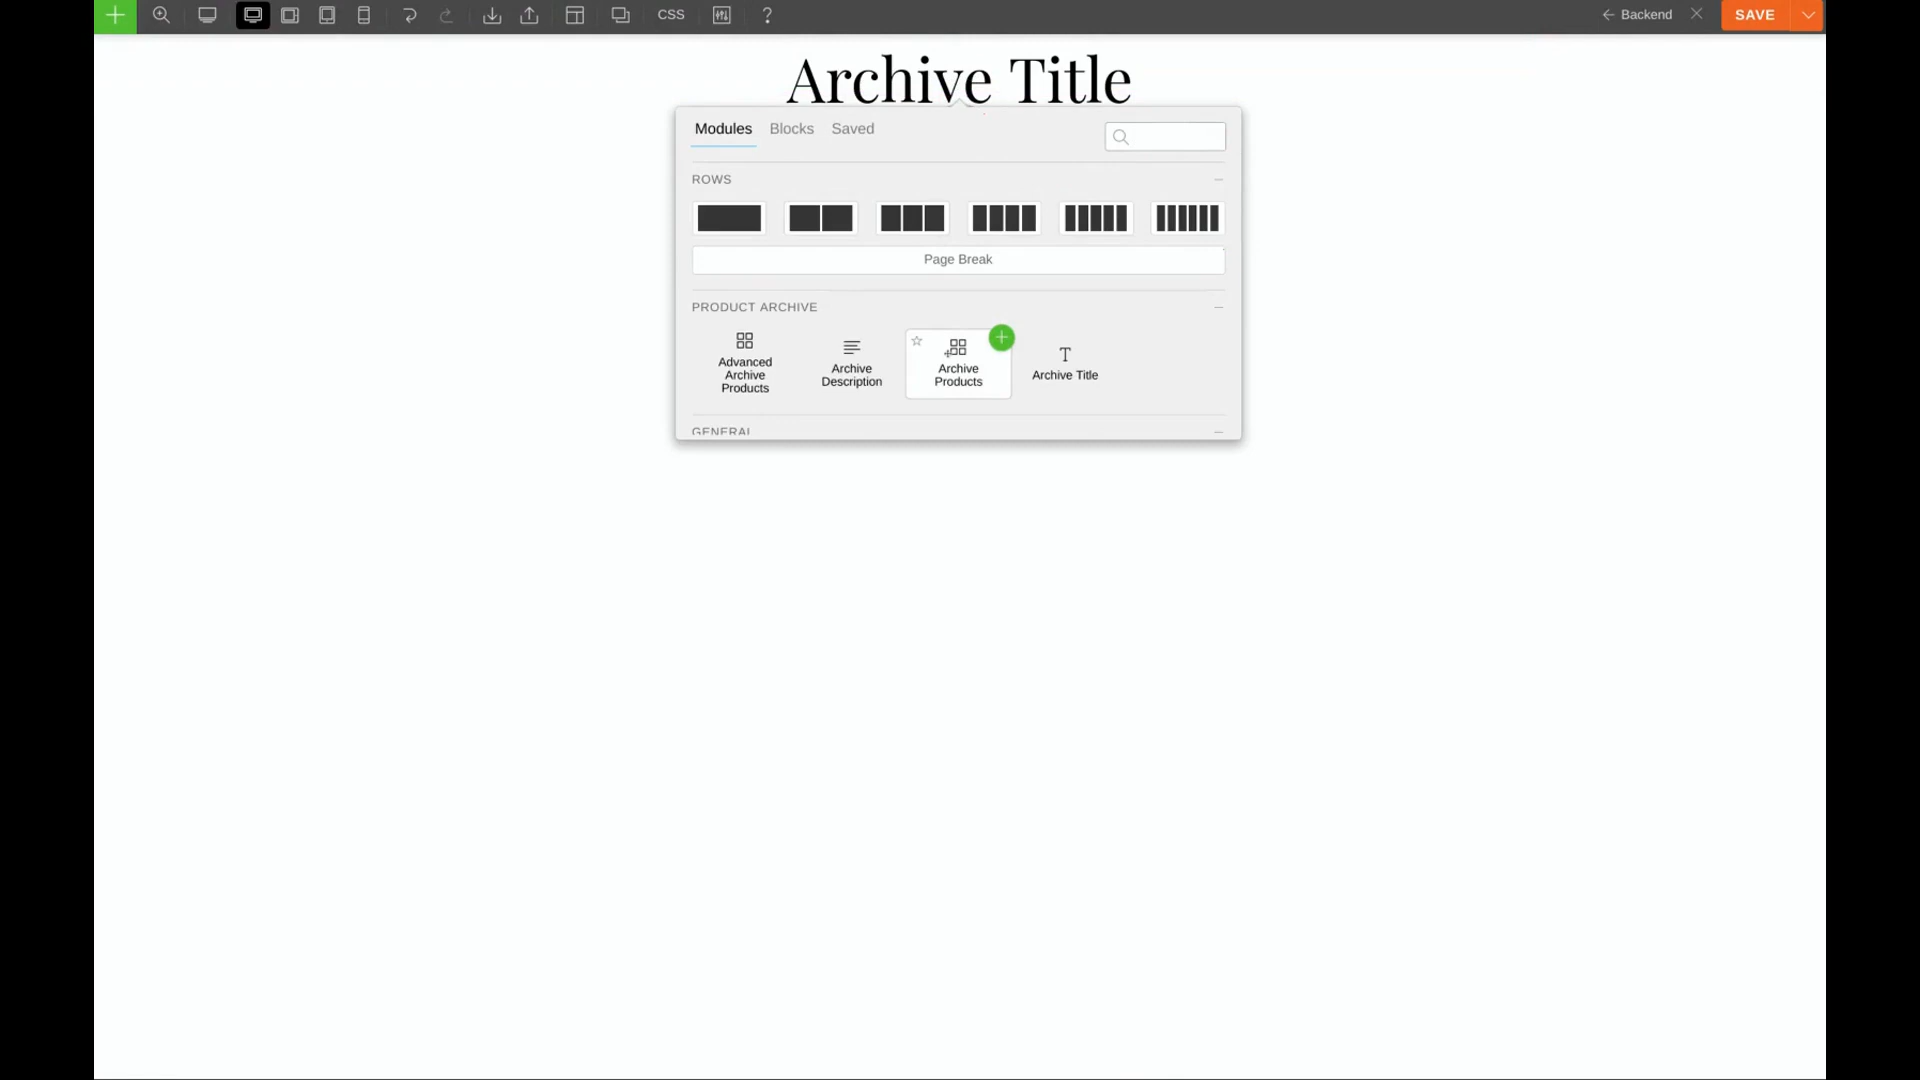 CSS
?
Backend
SAVE
Archive Title
Modules
Blocks
Saved
ROWS
Page Break
PRODUCT ARCHIVE
Advanced
Archive
Products
Archive
Description
Archive
Products
Archive Title
GENERAL